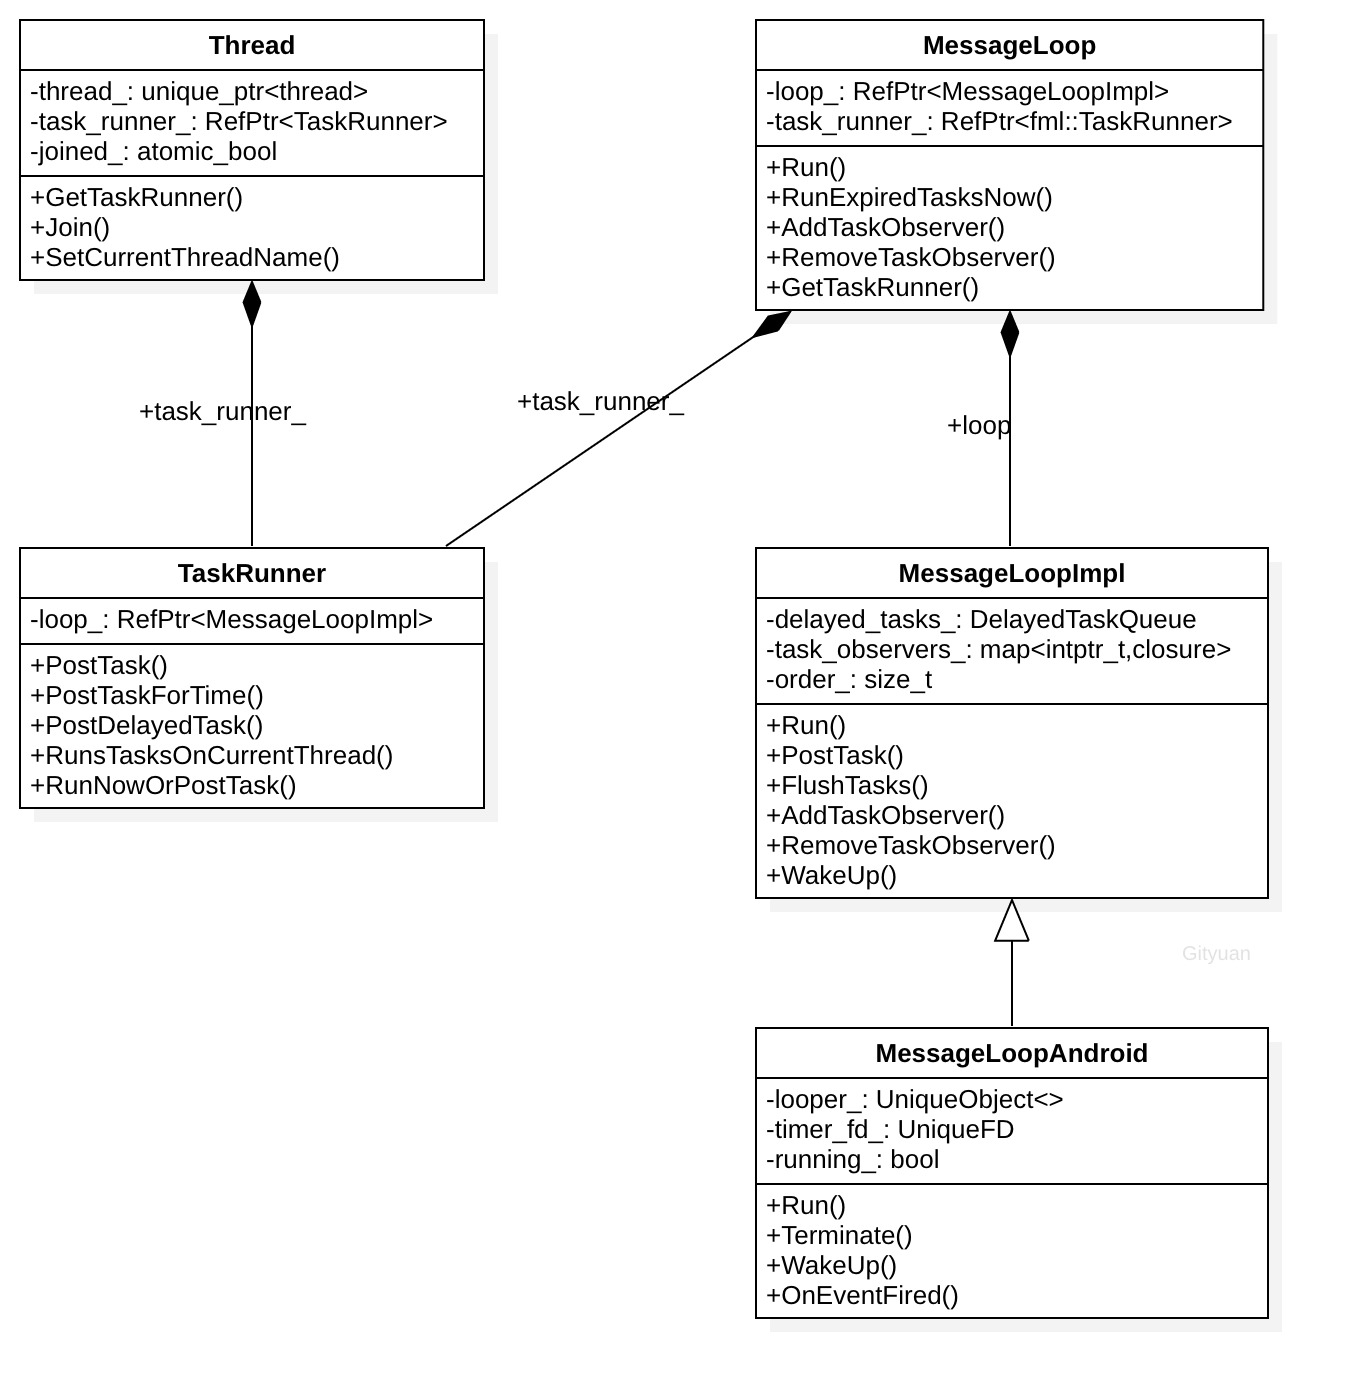 Thread
-thread_: unique_ptr<thread>
-task_runner_: RefPtr<TaskRunner>
-joined_: atomic_bool
+GetTaskRunner()
+Join()
+SetCurrentThreadName()
MessageLoop
-loop_: RefPtr<MessageLoopImpl>
-task_runner_: RefPtr<fml::TaskRunner>
+Run()
+RunExpiredTasksNow()
+AddTaskObserver()
+RemoveTaskObserver()
+GetTaskRunner()
+task_runner_
+task_runner_
+loop
TaskRunner
-loop_: RefPtr<MessageLoopImpl>
+PostTask()
+PostTaskForTime()
+PostDelayedTask()
+RunsTasksOnCurrentThread()
+RunNowOrPostTask()
MessageLoopImpl
-delayed_tasks_: DelayedTaskQueue
-task_observers_: map<intptr_t,closure>
-order_: size_t
+Run()
+PostTask()
+FlushTasks()
+AddTaskObserver()
+RemoveTaskObserver()
+WakeUp()
Gityuan
MessageLoopAndroid
-looper_: UniqueObject<>
-timer_fd_: UniqueFD
-running_: bool
+Run()
+Terminate()
+WakeUp()
+OnEventFired()